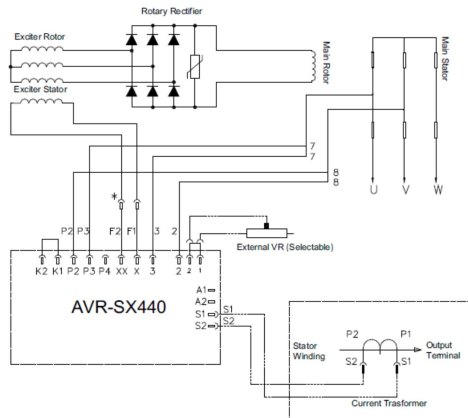 Rotary Rectifier
Exciter Rotor
Main Rotor
Main Stator
Exciter Stator
7
7
8
8
U V W
*
P2 P3 F2 F1 3 2
External VR (Selectable)
K2 K1 P2 P3 P4 XX X 3 2 2 1
AVR-SX440
A1
A2
S1 S1
S2 S2
Stator Winding
P2 P1
Output Terminal
S2 S1
Current Trasformer